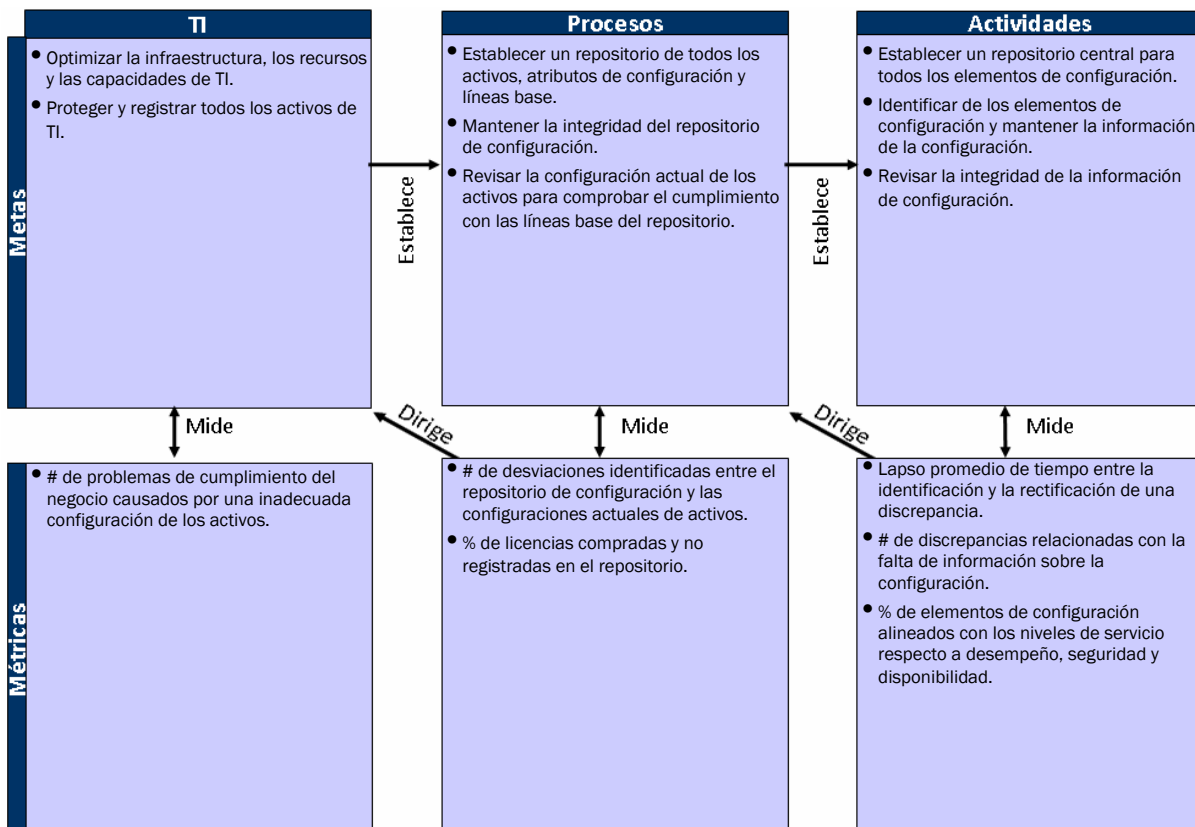 TI
Procesos
Actividades
Metas
• Optimizar la infraestructura, los recursos
y las capacidades de TI.
• Proteger y registrar todos los activos de
TI.
Establece
• Establecer un repositorio de todos los
activos, atributos de configuración y
líneas base.
• Mantener la integridad del repositorio
de configuración.
• Revisar la configuración actual de los
activos para comprobar el cumplimiento
con las líneas base del repositorio.
Establece
• Establecer un repositorio central para
todos los elementos de configuración.
• Identificar de los elementos de
configuración y mantener la información
de la configuración.
• Revisar la integridad de la información
de configuración.
Mide
Dirige
Mide
Dirige
Mide
Métricas
• # de problemas de cumplimiento del
negocio causados por una inadecuada
configuración de los activos.
• # de desviaciones identificadas entre el
repositorio de configuración y las
configuraciones actuales de activos.
• % de licencias compradas y no
registradas en el repositorio.
• Lapso promedio de tiempo entre la
identificación y la rectificación de una
discrepancia.
• # de discrepancias relacionadas con la
falta de información sobre la
configuración.
• % de elementos de configuración
alineados con los niveles de servicio
respecto a desempeño, seguridad y
disponibilidad.